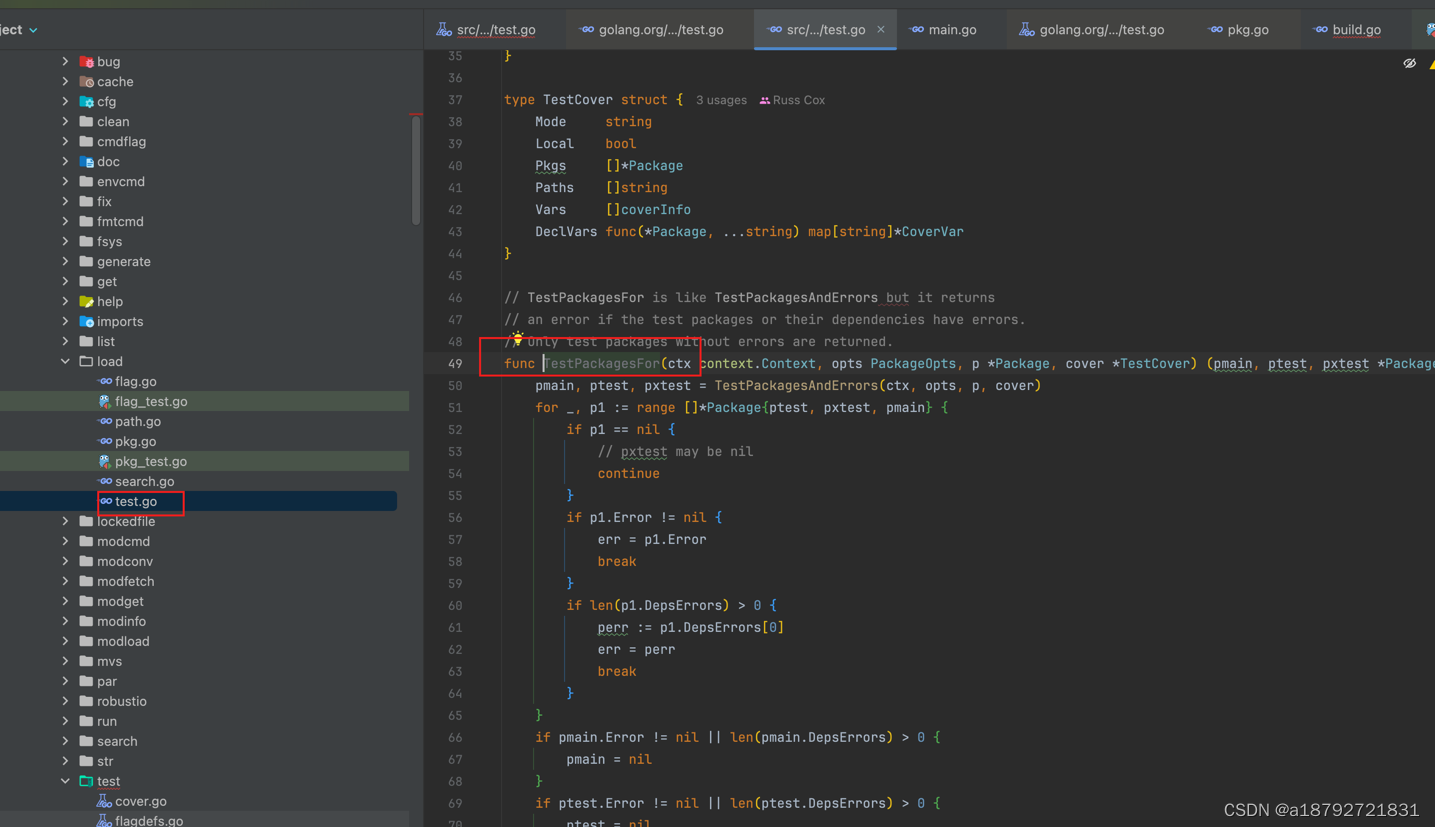 ject
src/.../test.go
golang.org/.../test.go
src/.../test.go
main.go
golang.org/.../test.go
pkg.go
build.go
bug
cache
cfg
clean
cmdflag
doc
envcmd
fix
fmtcmd
fsys
generate
get
help
imports
list
load
flag.go
flag_test.go
path.go
pkg.go
pkg_test.go
search.go
test.go
lockedfile
modcmd
modconv
modfetch
modget
modinfo
modload
mvs
par
robustio
run
search
str
test
cover.go
flagdefs.go
35 }
36
37 type TestCover struct { 3 usages Russ Cox
38 Mode string
39 Local bool
40 Pkgs []*Package
41 Paths []string
42 Vars []coverInfo
43 DeclVars func(*Package, ...string) map[string]*CoverVar
44 }
45
46 // TestPackagesFor is like TestPackagesAndErrors but it returns
47 // an error if the test packages or their dependencies have errors.
48 // Only test packages without errors are returned.
49 func TestPackagesFor(ctx context.Context, opts PackageOpts, p *Package, cover *TestCover) (pmain, ptest, pxtest *Package
50 pmain, ptest, pxtest = TestPackagesAndErrors(ctx, opts, p, cover)
51 for _, p1 := range []*Package{ptest, pxtest, pmain} {
52 if p1 == nil {
53 // pxtest may be nil
54 continue
55 }
56 if p1.Error != nil {
57 err = p1.Error
58 break
59 }
60 if len(p1.DepsErrors) > 0 {
61 perr := p1.DepsErrors[0]
62 err = perr
63 break
64 }
65 }
66 if pmain.Error != nil || len(pmain.DepsErrors) > 0 {
67 pmain = nil
68 }
69 if ptest.Error != nil || len(ptest.DepsErrors) > 0 {
70 ptest = nil
CSDN @a18792721831